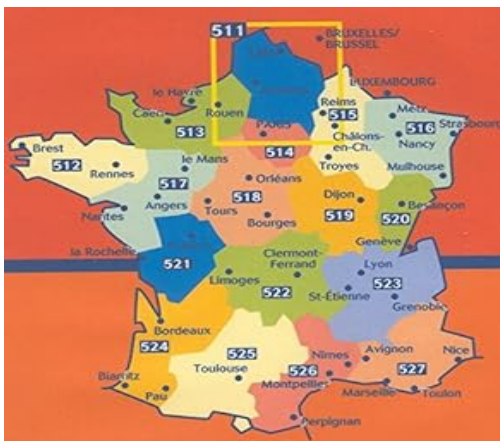 511
BRUXELLES/
BRUSSEL
LUXEMBOURG
le Havre
Rouen
Caen
513
Reims
515
Metz
Strasbourg
516
PARIS
514
Châlons-
en-Ch.
Nancy
Brest
512
Rennes
le Mans
Troyes
Mulhouse
517
Orléans
518
Dijon
Angers
Tours
519
520
Besançon
Nantes
Bourges
Genève
la Rochelle
521
Clermont-
Ferrand
Lyon
Limoges
522
St-Étienne
523
Grenoble
Bordeaux
524
525
Nîmes
Avignon
Nice
Toulouse
526
527
Biarritz
Montpeilles
Pau
Marseille
Toulon
Perpignan